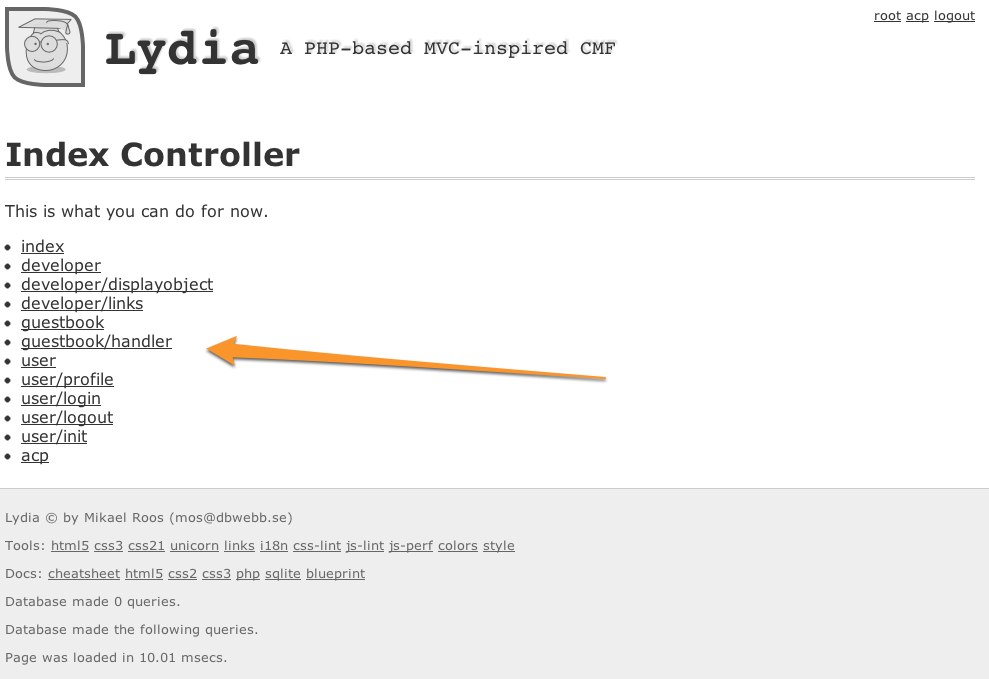 root acp logout
Lydia A PHP-based MVC-inspired CMF
Index Controller
This is what you can do for now.
index
developer
developer/displayobject
developer/links
guestbook
guestbook/handler
user
user/profile
user/login
user/logout
user/init
acp
Lydia © by Mikael Roos (mos@dbwebb.se)
Tools: html5 css3 css21 unicorn links i18n css-lint js-lint js-perf colors style
Docs: cheatsheet html5 css2 css3 php sqlite blueprint
Database made 0 queries.
Database made the following queries.
Page was loaded in 10.01 msecs.